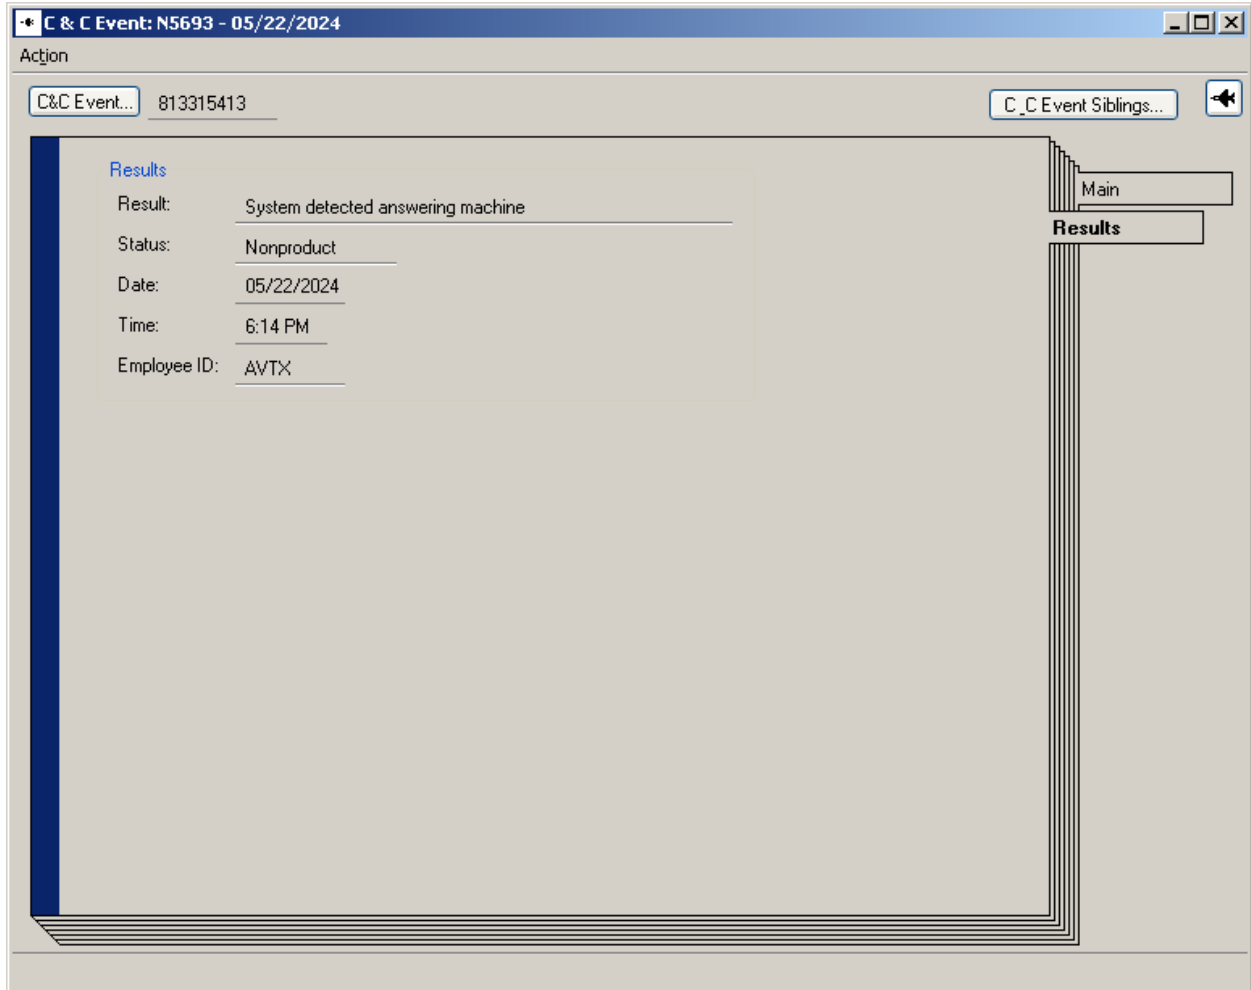 C & C Event: N5693 - 05/22/2024
Action
C&C Event... 813315413 C_C Event Siblings...
Results
Result: System detected answering machine
Status: Nonproduct
Date: 05/22/2024
Time: 6:14 PM
Employee ID: AVTX
Main
Results